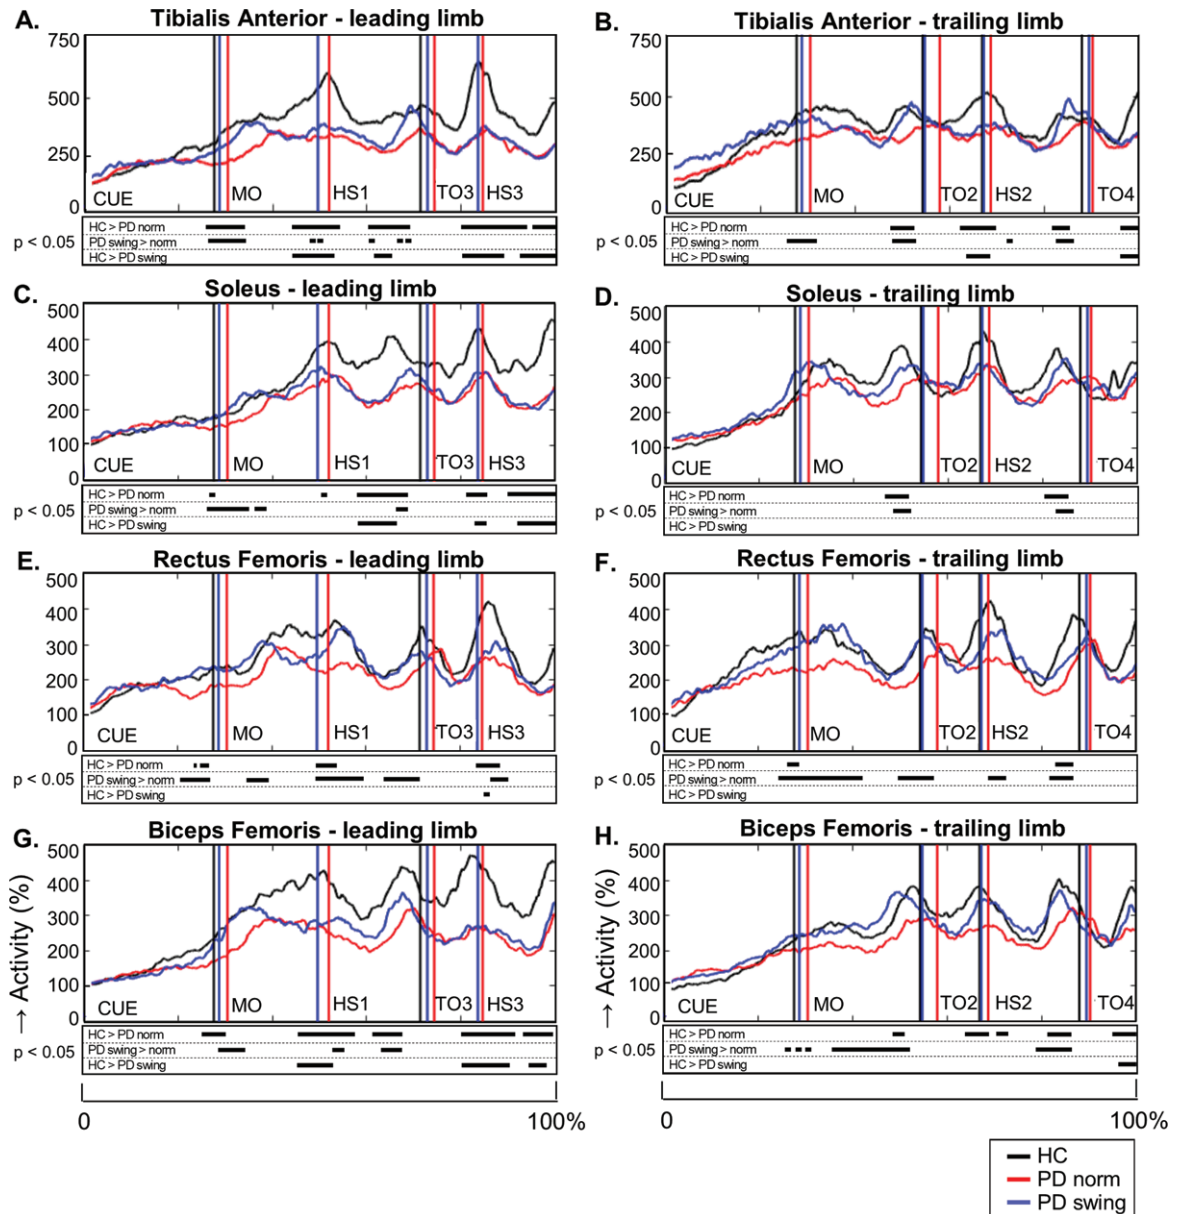 A. Tibialis Anterior - leading limb
750
500
250
0
CUE MO HS1 TO3 HS3
p < 0.05
HC > PD norm
PD swing > norm
HC > PD swing
B. Tibialis Anterior - trailing limb
750
500
250
0
CUE MO TO2 HS2 TO4
HC > PD norm
PD swing > norm
HC > PD swing
C. Soleus - leading limb
500
400
300
200
100
0
CUE MO HS1 TO3 HS3
p < 0.05
HC > PD norm
PD swing > norm
HC > PD swing
D. Soleus - trailing limb
500
400
300
200
100
0
CUE MO TO2 HS2 TO4
p < 0.05
HC > PD norm
PD swing > norm
HC > PD swing
E. Rectus Femoris - leading limb
500
400
300
200
100
0
CUE MO HS1 TO3 HS3
p < 0.05
HC > PD norm
PD swing > norm
HC > PD swing
F. Rectus Femoris - trailing limb
500
400
300
200
100
0
CUE MO TO2 HS2 TO4
p < 0.05
HC > PD norm
PD swing > norm
HC > PD swing
G. Biceps Femoris - leading limb
500
400
300
200
100
0
→ Activity (%)
CUE MO HS1 TO3 HS3
p < 0.05
HC > PD norm
PD swing > norm
HC > PD swing
0 100%
H. Biceps Femoris - trailing limb
500
400
300
200
100
0
→ Activity (%)
CUE MO TO2 HS2 TO4
p < 0.05
HC > PD norm
PD swing > norm
HC > PD swing
0 100%
HC
PD norm
PD swing